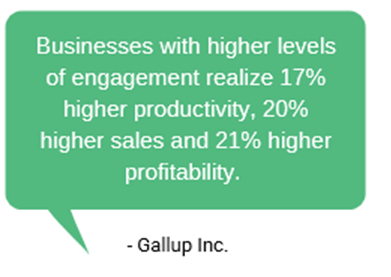 Businesses with higher levels
of engagement realize 17%
higher productivity, 20%
higher sales and 21% higher
profitability.
- Gallup Inc.